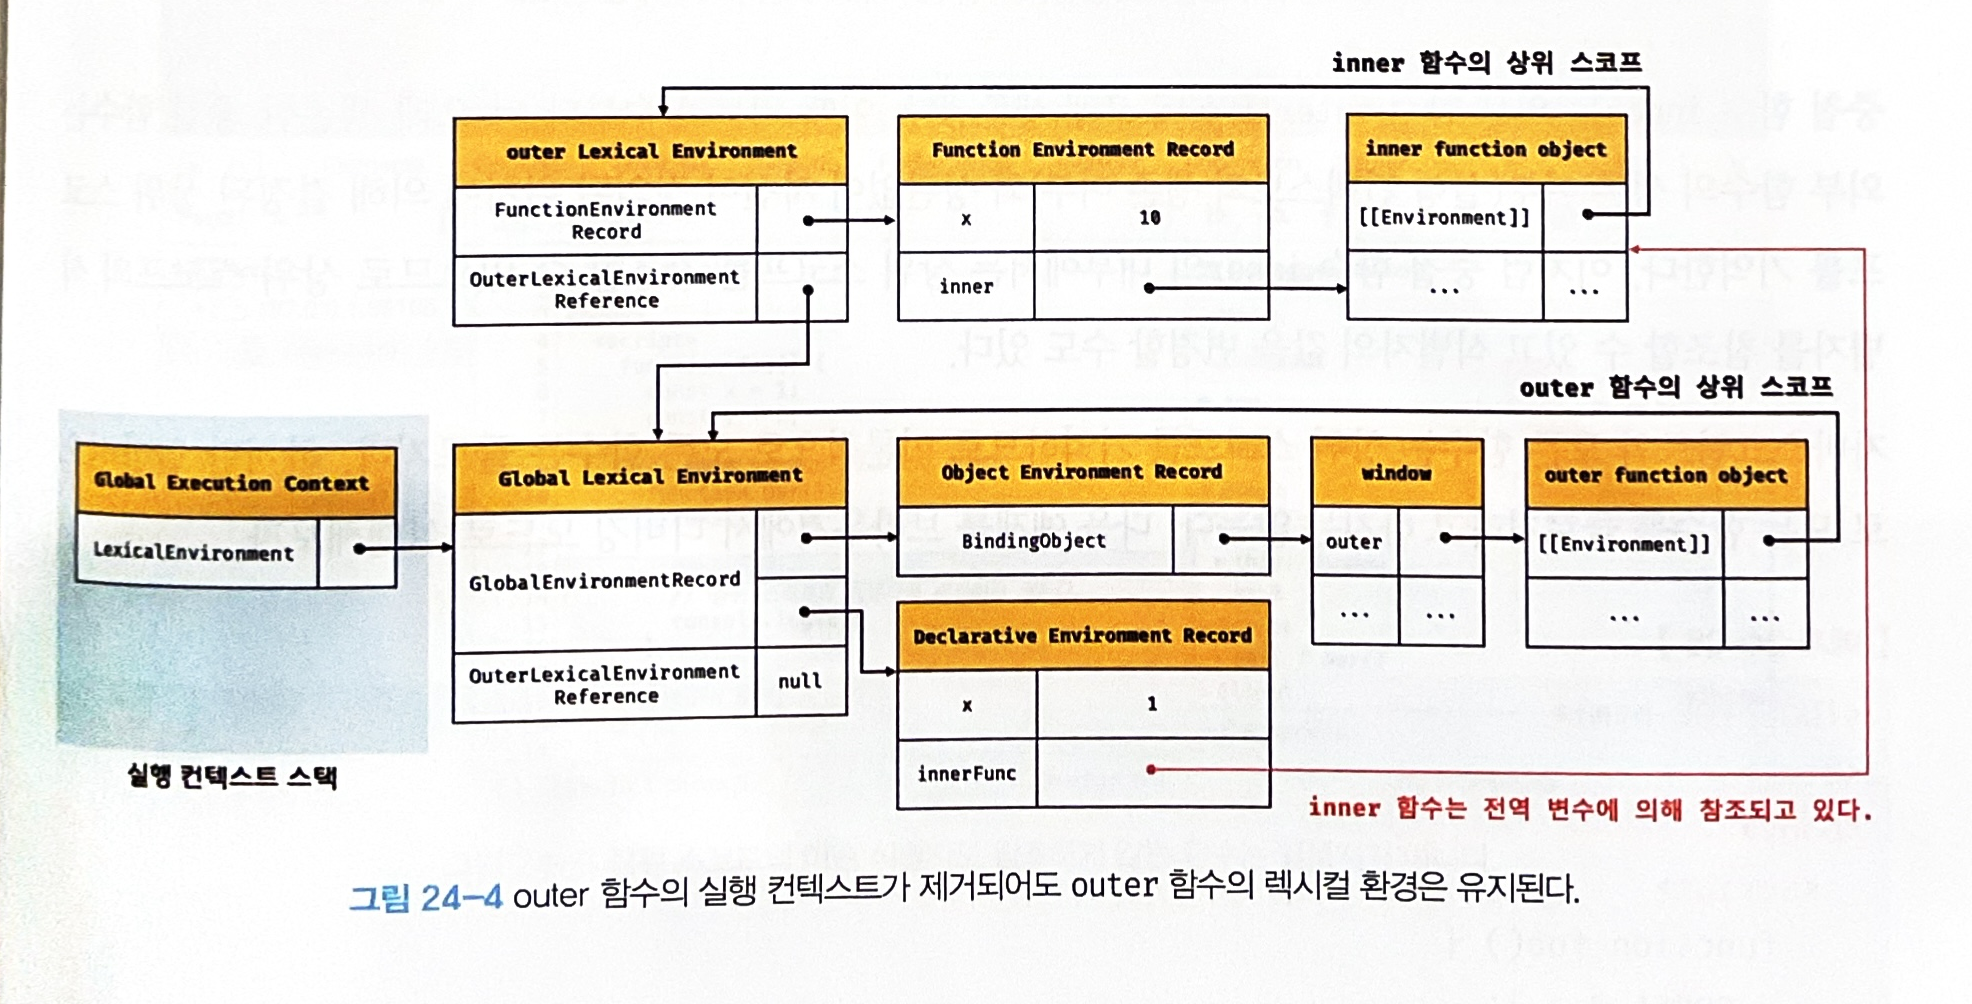 inner 함수의 상위 스코프
outer Lexical Environment
FunctionEnvironment
Record
OuterLexicalEnvironment
Reference
Function Environment Record
x 10
inner
inner function object
[[Environment]]
... ...
outer 함수의 상위 스코프
Global Execution Context
LexicalEnvironment
실행 컨텍스트 스택
Global Lexical Environment
GlobalEnvironmentRecord
OuterLexicalEnvironment
Reference
null
Object Environment Record
BindingObject
window
outer
... ...
outer function object
[[Environment]]
... ...
Declarative Environment Record
x 1
innerFunc
inner 함수는 전역 변수에 의해 참조되고 있다.
그림 24-4 outer 함수의 실행 컨텍스트가 제거되어도 outer 함수의 렉시컬 환경은 유지된다.